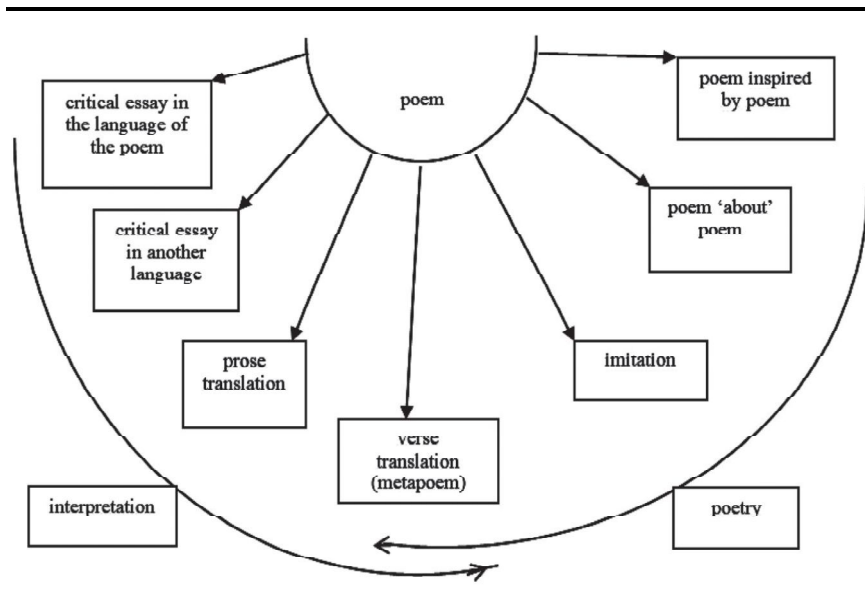 poem
poem inspired
by poem
critical essay in
the language of
the poem
poem ‘about’
poem
critical essay
in another
language
prose
translation
imitation
verse
translation
(metapoem)
interpretation
poetry